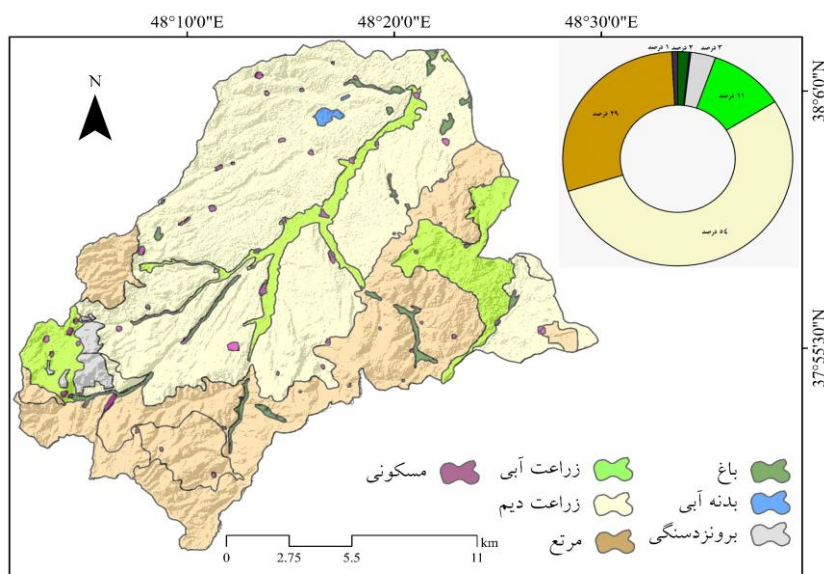 48°10'0"E 48°20'0"E 48°30'0"E
38°6'0"N
37°55'30"N
N
۱ درصد
۲ درصد
۳ درصد
۱۱ درصد
۲۹ درصد
٥٤ درصد
باغ
زراعت آبی
مسکونی
بدنه آبی
زراعت دیم
برونزدسنگی
مرتع
km
0 2.75 5.5 11